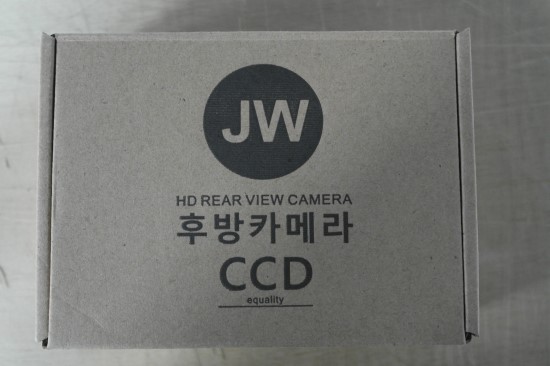 JW
HD REAR VIEW CAMERA
후방카메라
CCD
equality